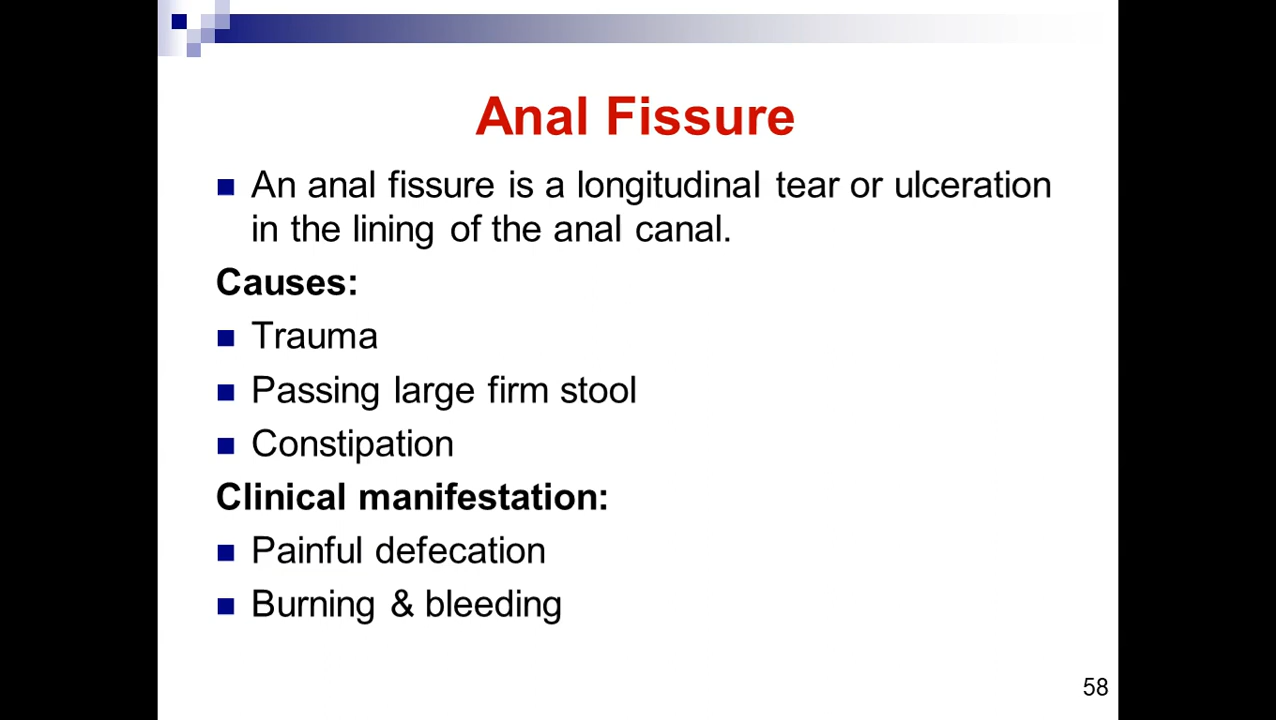 Anal Fissure
An anal fissure is a longitudinal tear or ulceration
in the lining of the anal canal.
Causes:
Trauma
Passing large firm stool
Constipation
Clinical manifestation:
Painful defecation
Burning & bleeding
58